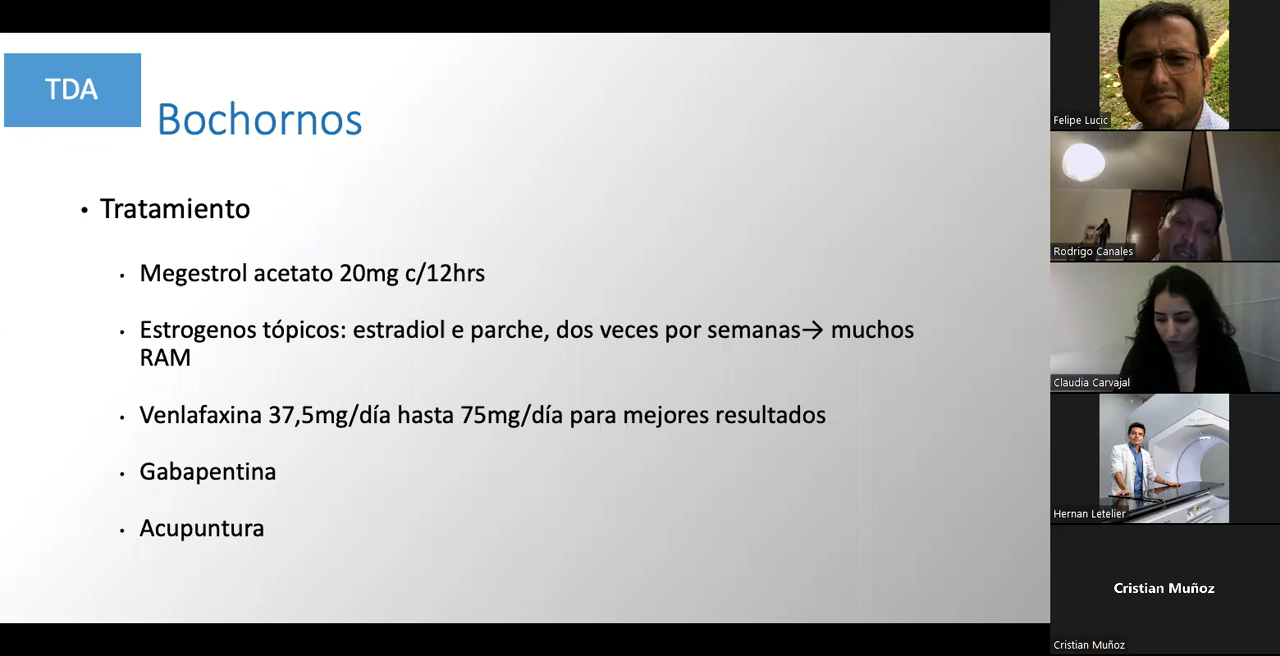 TDA
Bochornos
• Tratamiento
• Megestrol acetato 20mg c/12hrs
• Estrogenos tópicos: estradiol e parche, dos veces por semanas→ muchos
RAM
• Venlafaxina 37,5mg/día hasta 75mg/día para mejores resultados
• Gabapentina
• Acupuntura
Felipe Lucic
Rodrigo Canales
Claudia Carvajal
Hernan Letelier
Cristian Muñoz
Cristian Muñoz